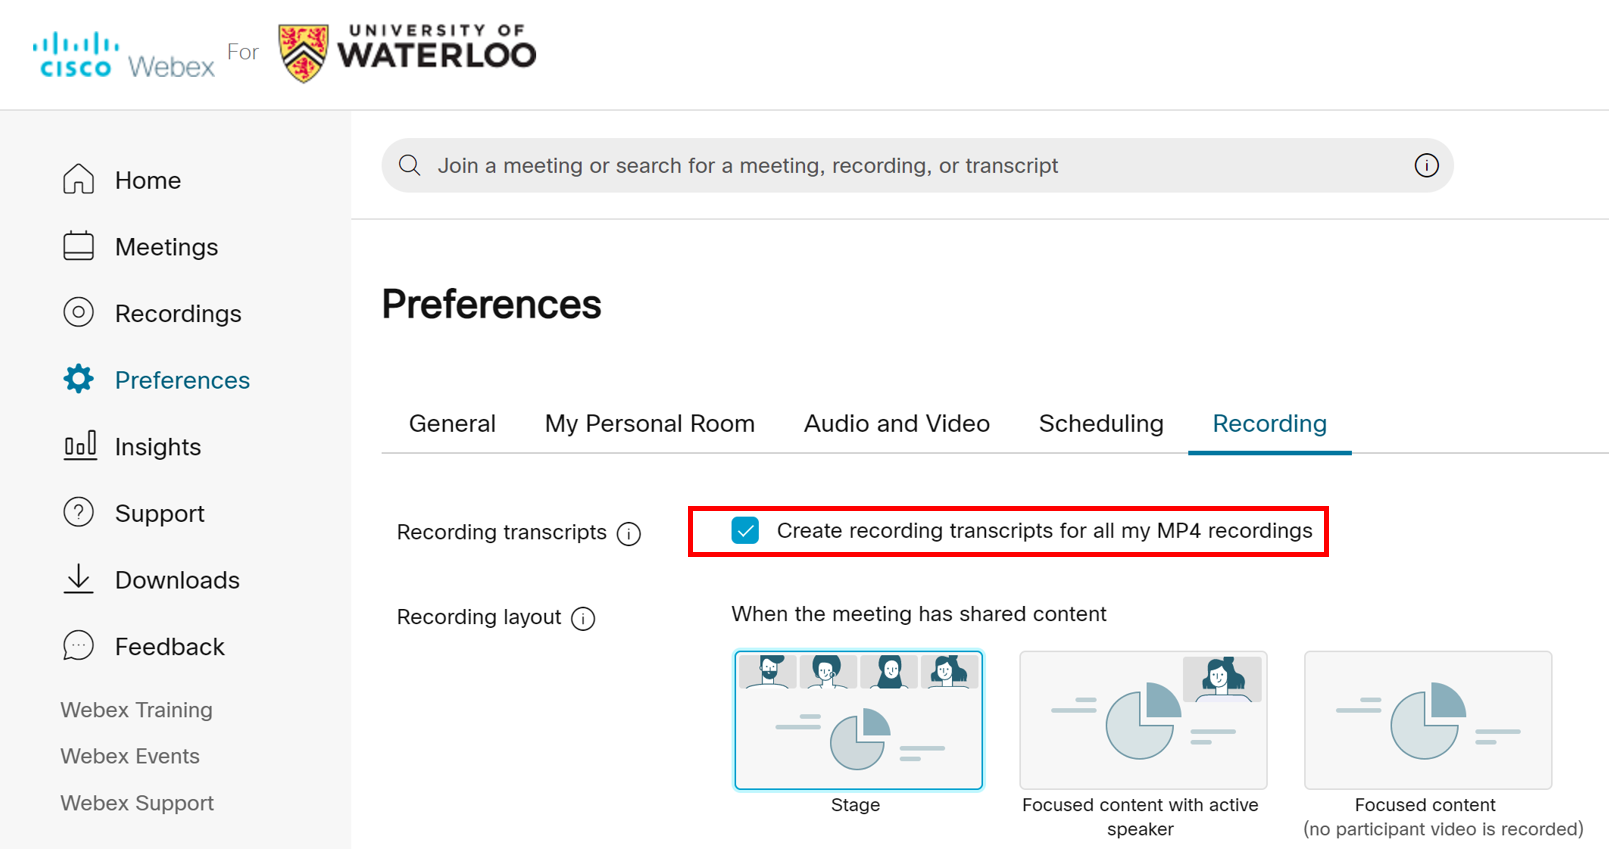 CISCO Webex For UNIVERSITY OF WATERLOO
Join a meeting or search for a meeting, recording, or transcript
Home
Meetings
Recordings
Preferences
Insights
Support
Downloads
Feedback
Webex Training
Webex Events
Webex Support
Preferences
General My Personal Room Audio and Video Scheduling Recording
Recording transcripts Create recording transcripts for all my MP4 recordings
Recording layout When the meeting has shared content
Stage
Focused content with active
speaker
Focused content
(no participant video is recorded)